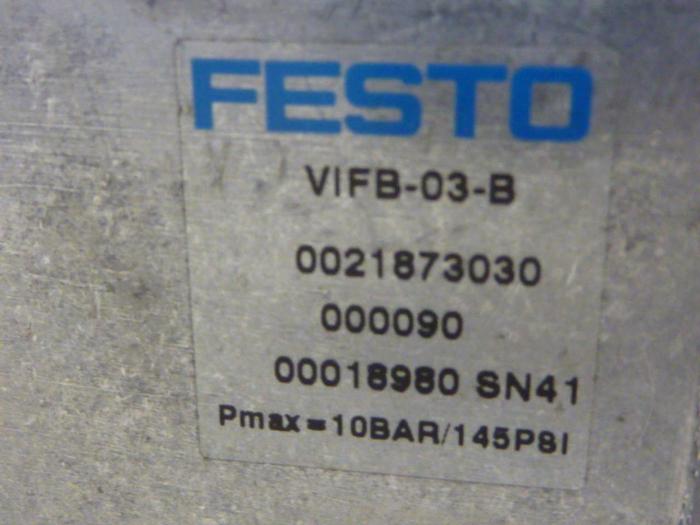 FESTO
VIFB-03-B
0021873030
000090
00018980 SN41
Pmax=10BAR/145PSI